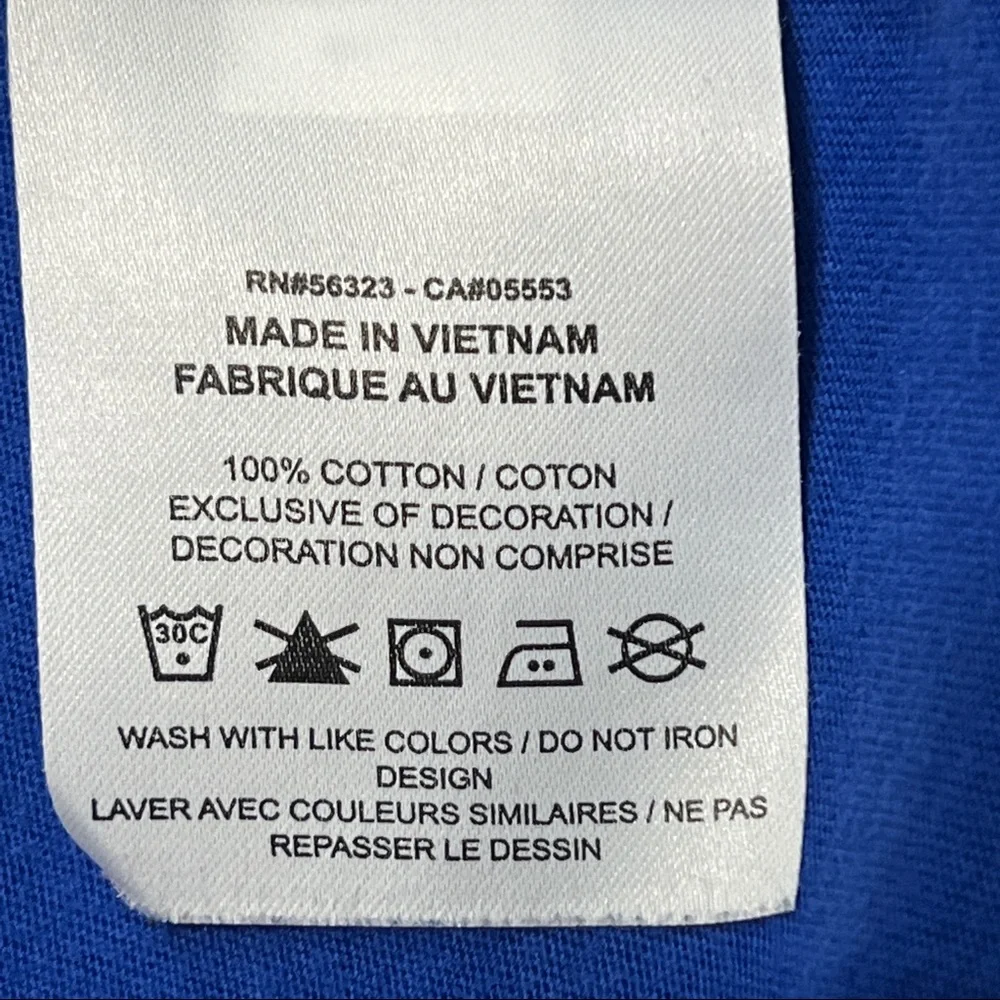 RN#56323 - CA#05553
MADE IN VIETNAM
FABRIQUE AU VIETNAM
100% COTTON / COTON
EXCLUSIVE OF DECORATION /
DECORATION NON COMPRISE
30C
WASH WITH LIKE COLORS / DO NOT IRON
DESIGN
LAVER AVEC COULEURS SIMILAIRES / NE PAS
REPASSER LE DESSIN